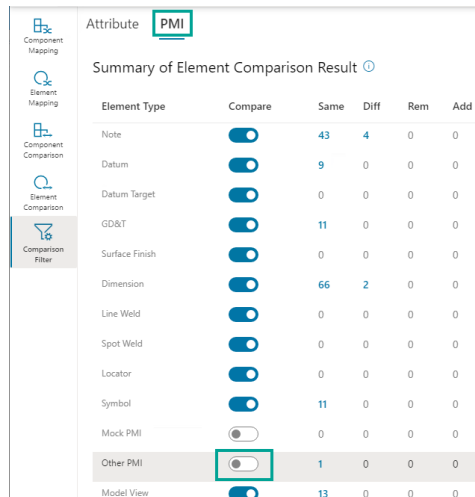 Attribute PMI
Component
Mapping
Element
Mapping
Component
Comparison
Element
Comparison
Comparison
Filter
Summary of Element Comparison Result
Element Type Compare Same Diff Rem Add
Note 43 4 0 0
Datum 9 0 0 0
Datum Target 0 0 0 0
GD&T 11 0 0 0
Surface Finish 0 0 0 0
Dimension 66 2 0 0
Line Weld 0 0 0 0
Spot Weld 0 0 0 0
Locator 0 0 0 0
Symbol 11 0 0 0
Mock PMI 0 0 0 0
Other PMI 1 0 0 0
Model View 13 0 0 0